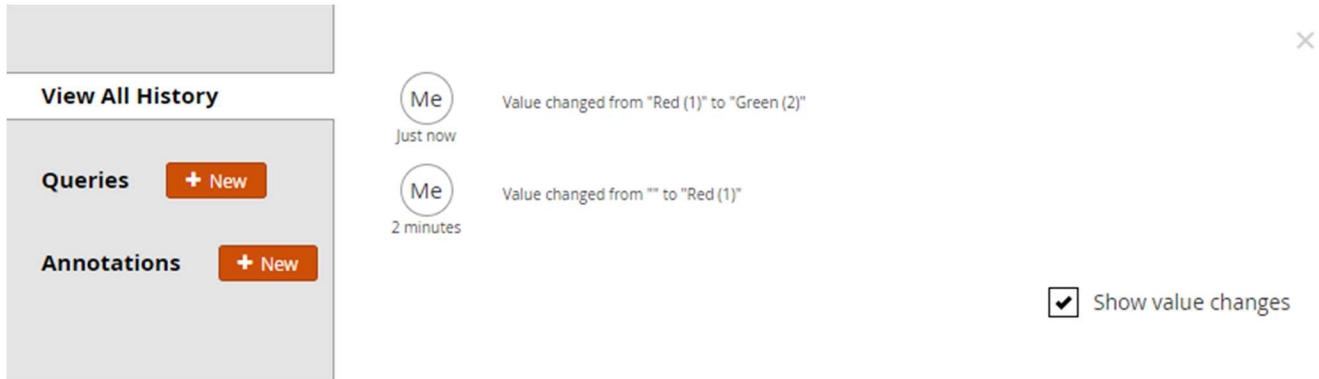 View All History
Queries
+ New
Annotations
+ New
Me
Just now
Value changed from "Red (1)" to "Green (2)"
Me
2 minutes
Value changed from "" to "Red (1)"
Show value changes